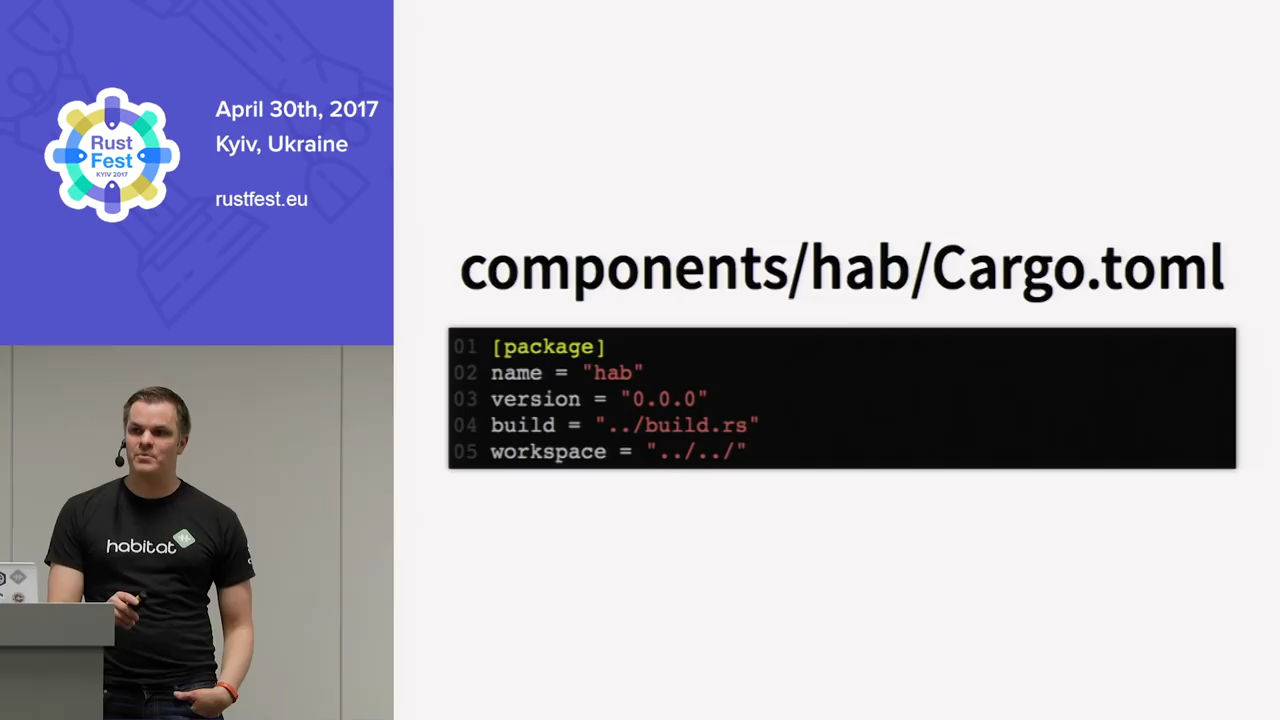 Rust
Fest
KYIV 2017
April 30th, 2017
Kyiv, Ukraine
rustfest.eu
components/hab/Cargo.toml
01 [package]
02 name = "hab"
03 version = "0.0.0"
04 build = "../build.rs"
05 workspace = "../../"
habitat